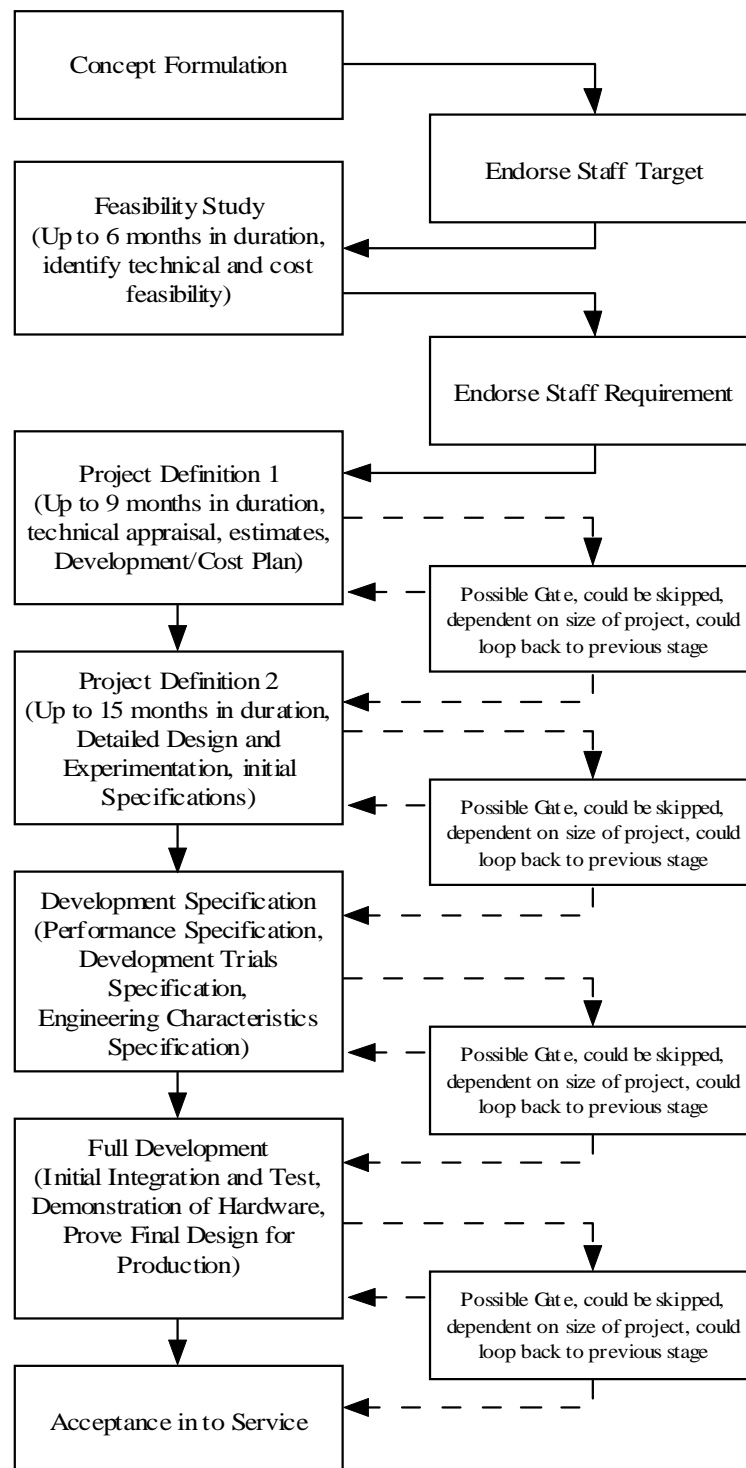 Concept Formulation
Endorse Staff Target
Feasibility Study
(Up to 6 months in duration,
identify technical and cost
feasibility)
Endorse Staff Requirement
Project Definition 1
(Up to 9 months in duration,
technical appraisal, estimates,
Development/Cost Plan)
Possible Gate, could be skipped,
dependent on size of project, could
loop back to previous stage
Project Definition 2
(Up to 15 months in duration,
Detailed Design and
Experimentation, initial
Specifications)
Possible Gate, could be skipped,
dependent on size of project, could
loop back to previous stage
Development Specification
(Performance Specification,
Development Trials
Specification,
Engineering Characteristics
Specification)
Possible Gate, could be skipped,
dependent on size of project, could
loop back to previous stage
Full Development
(Initial Integration and Test,
Demonstration of Hardware,
Prove Final Design for
Production)
Possible Gate, could be skipped,
dependent on size of project, could
loop back to previous stage
Acceptance in to Service